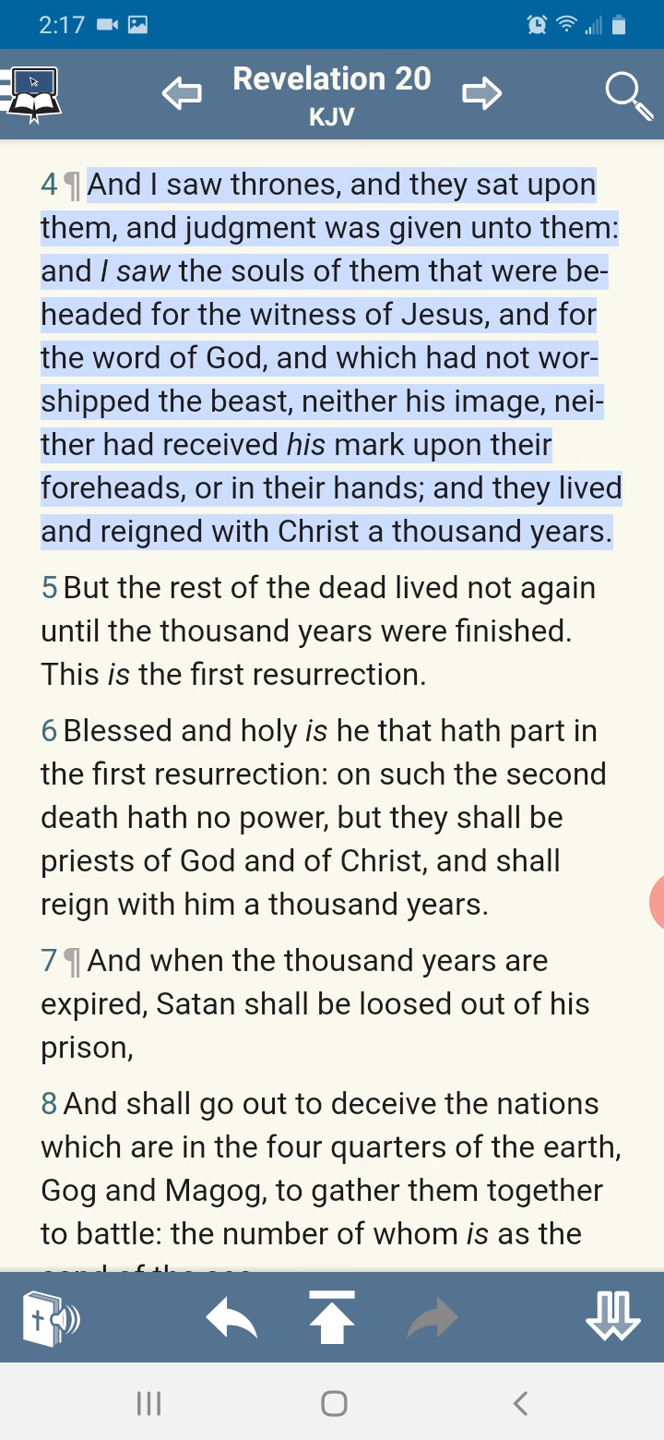 2:17
Revelation 20
KJV
4 ¶ And I saw thrones, and they sat upon
them, and judgment was given unto them:
and I saw the souls of them that were be-
headed for the witness of Jesus, and for
the word of God, and which had not wor-
shipped the beast, neither his image, nei-
ther had received his mark upon their
foreheads, or in their hands; and they lived
and reigned with Christ a thousand years.
5 But the rest of the dead lived not again
until the thousand years were finished.
This is the first resurrection.
6 Blessed and holy is he that hath part in
the first resurrection: on such the second
death hath no power, but they shall be
priests of God and of Christ, and shall
reign with him a thousand years.
7 ¶ And when the thousand years are
expired, Satan shall be loosed out of his
prison,
8 And shall go out to deceive the nations
which are in the four quarters of the earth,
Gog and Magog, to gather them together
to battle: the number of whom is as the
sand of the sea